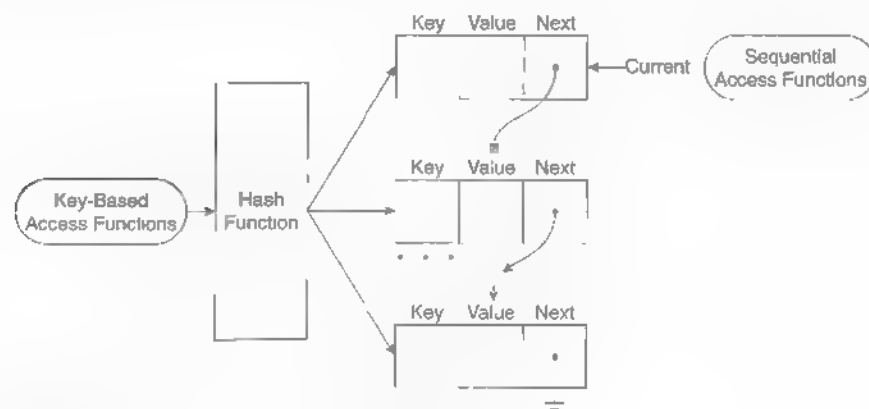 Key Value Next
Current
Sequential
Access Functions
Key Value Next
Key-Based
Access Functions
Hash
Function
Key Value Next